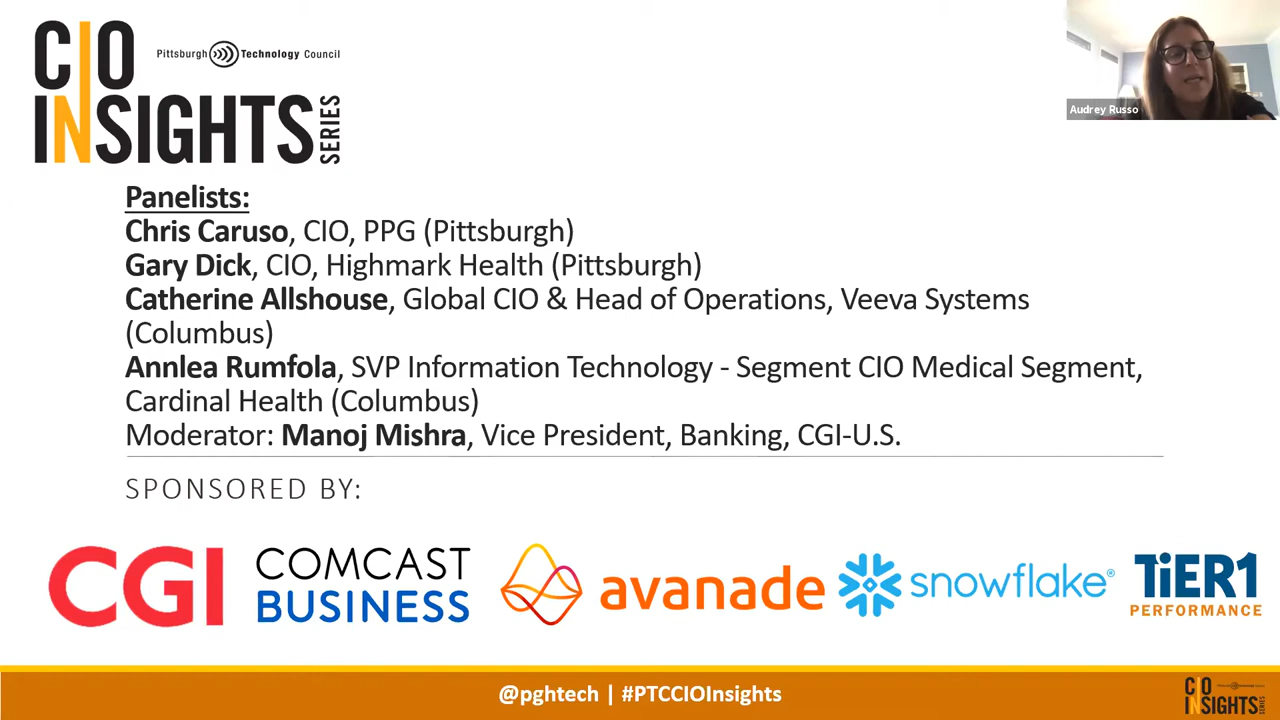 CIO
INSIGHTS
SERIES
Pittsburgh Technology Council
Audrey Russo
Panelists:
Chris Caruso, CIO, PPG (Pittsburgh)
Gary Dick, CIO, Highmark Health (Pittsburgh)
Catherine Allshouse, Global CIO & Head of Operations, Veeva Systems
(Columbus)
Annlea Rumfola, SVP Information Technology - Segment CIO Medical Segment,
Cardinal Health (Columbus)
Moderator: Manoj Mishra, Vice President, Banking, CGI-U.S.
SPONSORED BY:
CGI
COMCAST
BUSINESS
avanade
snowflake®
TiER1
PERFORMANCE
@pghtech | #PTCCIOInsights
CIO
INSIGHTS
SERIES